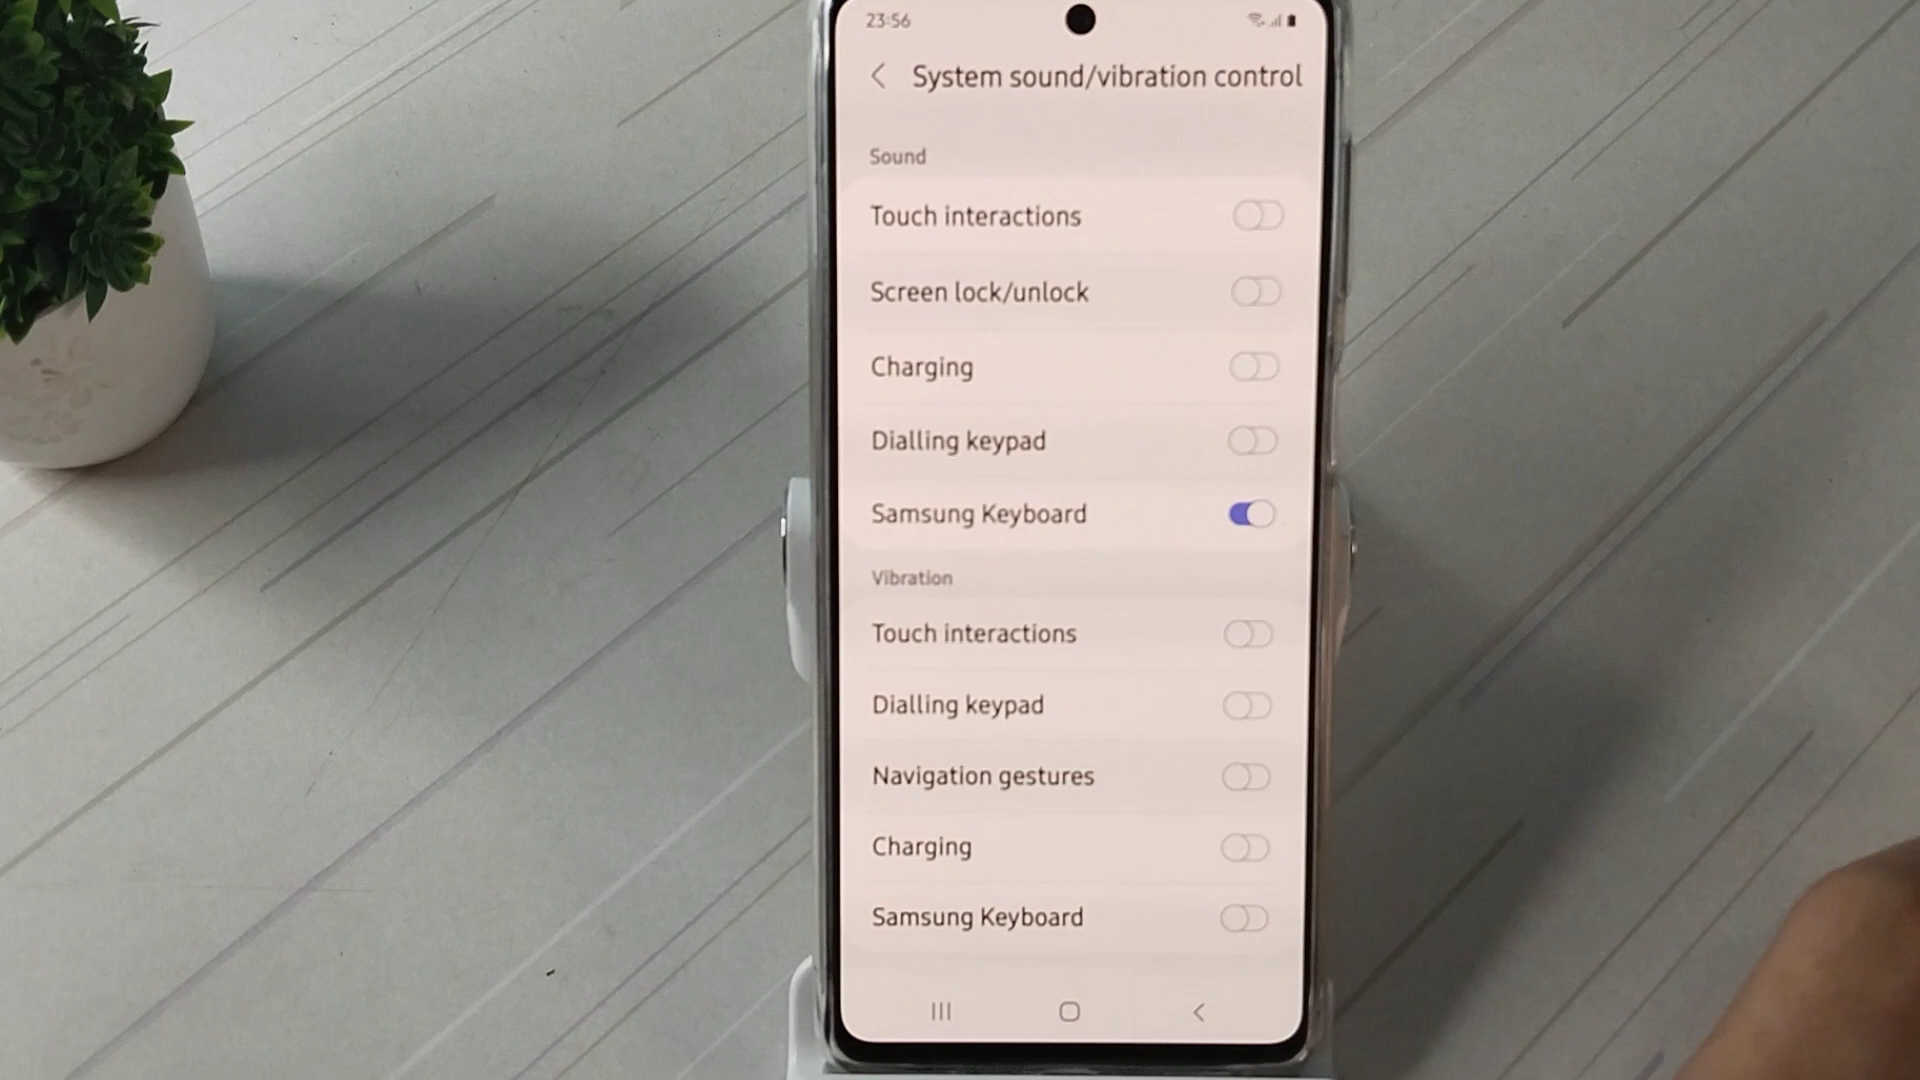 23:56
System sound/vibration control
Sound
Touch interactions
Screen lock/unlock
Charging
Dialling keypad
Samsung Keyboard
Vibration
Touch interactions
Dialling keypad
Navigation gestures
Charging
Samsung Keyboard